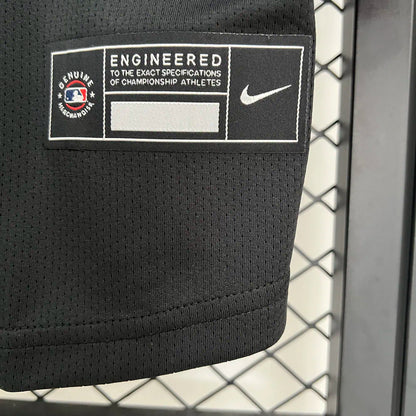 GENUINE
MERCHANDISE
ENGINEERED
TO THE EXACT SPECIFICATIONS
OF CHAMPIONSHIP ATHLETES